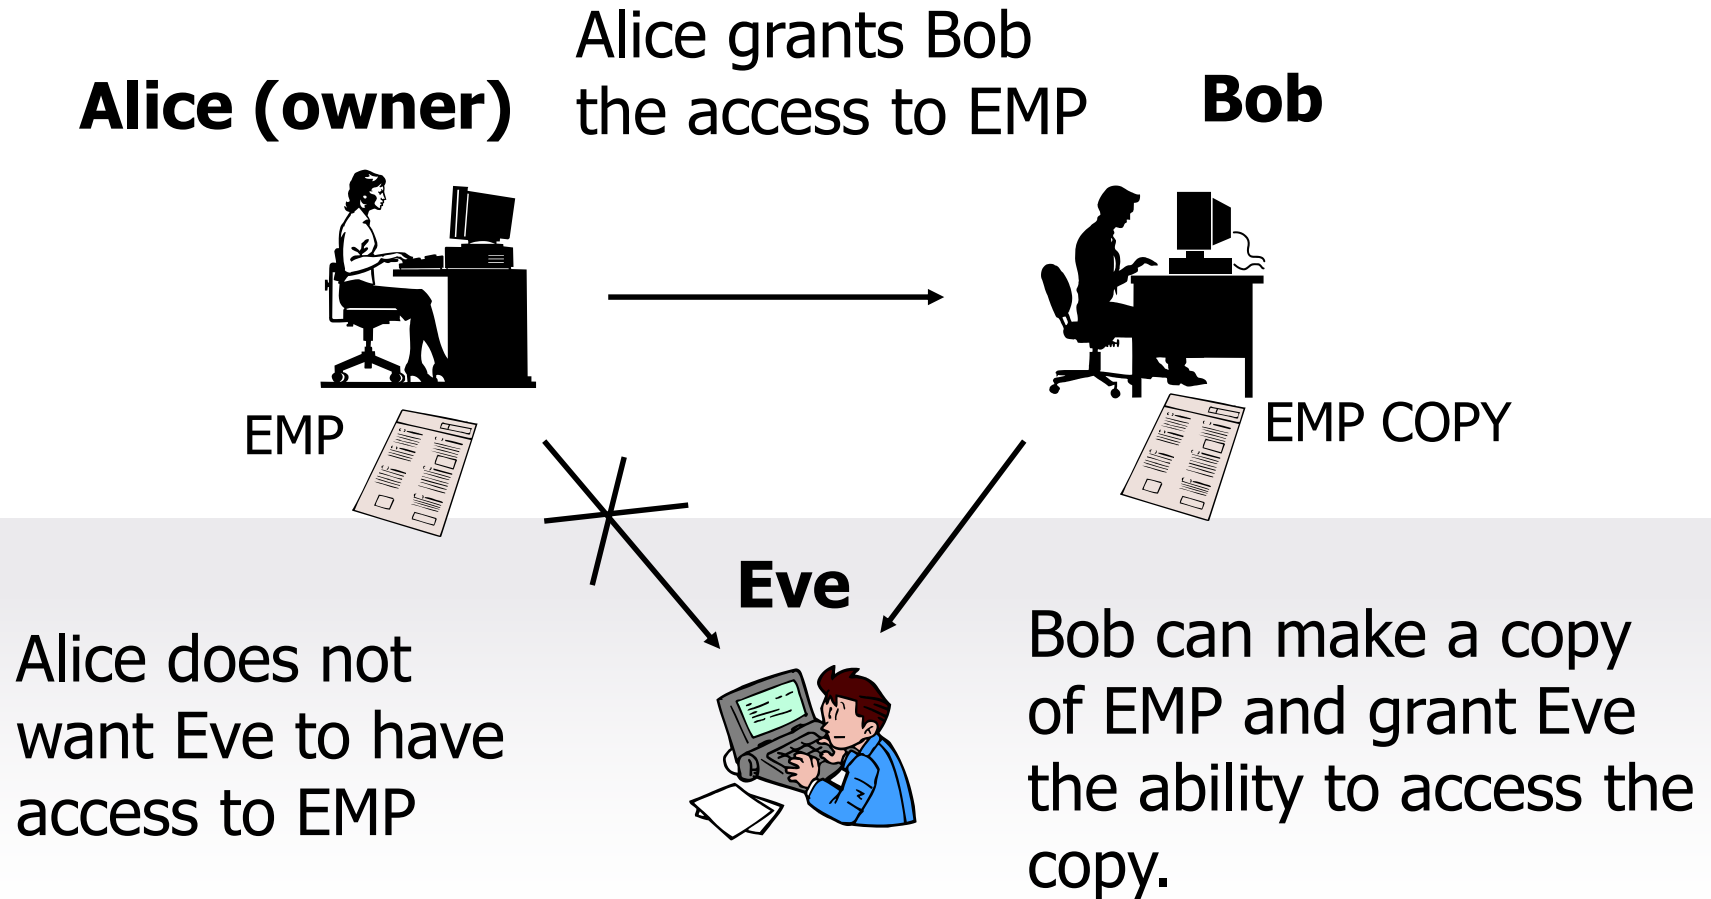 Alice (owner)
Alice grants Bob
the access to EMP
Bob
EMP
EMP COPY
Eve
Alice does not
want Eve to have
access to EMP
Bob can make a copy
of EMP and grant Eve
the ability to access the
copy.